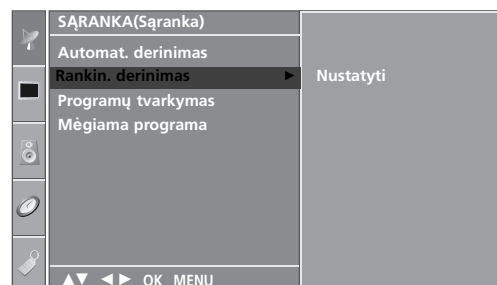 SĄRANKA(Sąranka)
Automat. derinimas
Rankin. derinimas ► Nustatyti
Programų tvarkymas
Mėgiama programa
▲▼ ◄► OK MENU